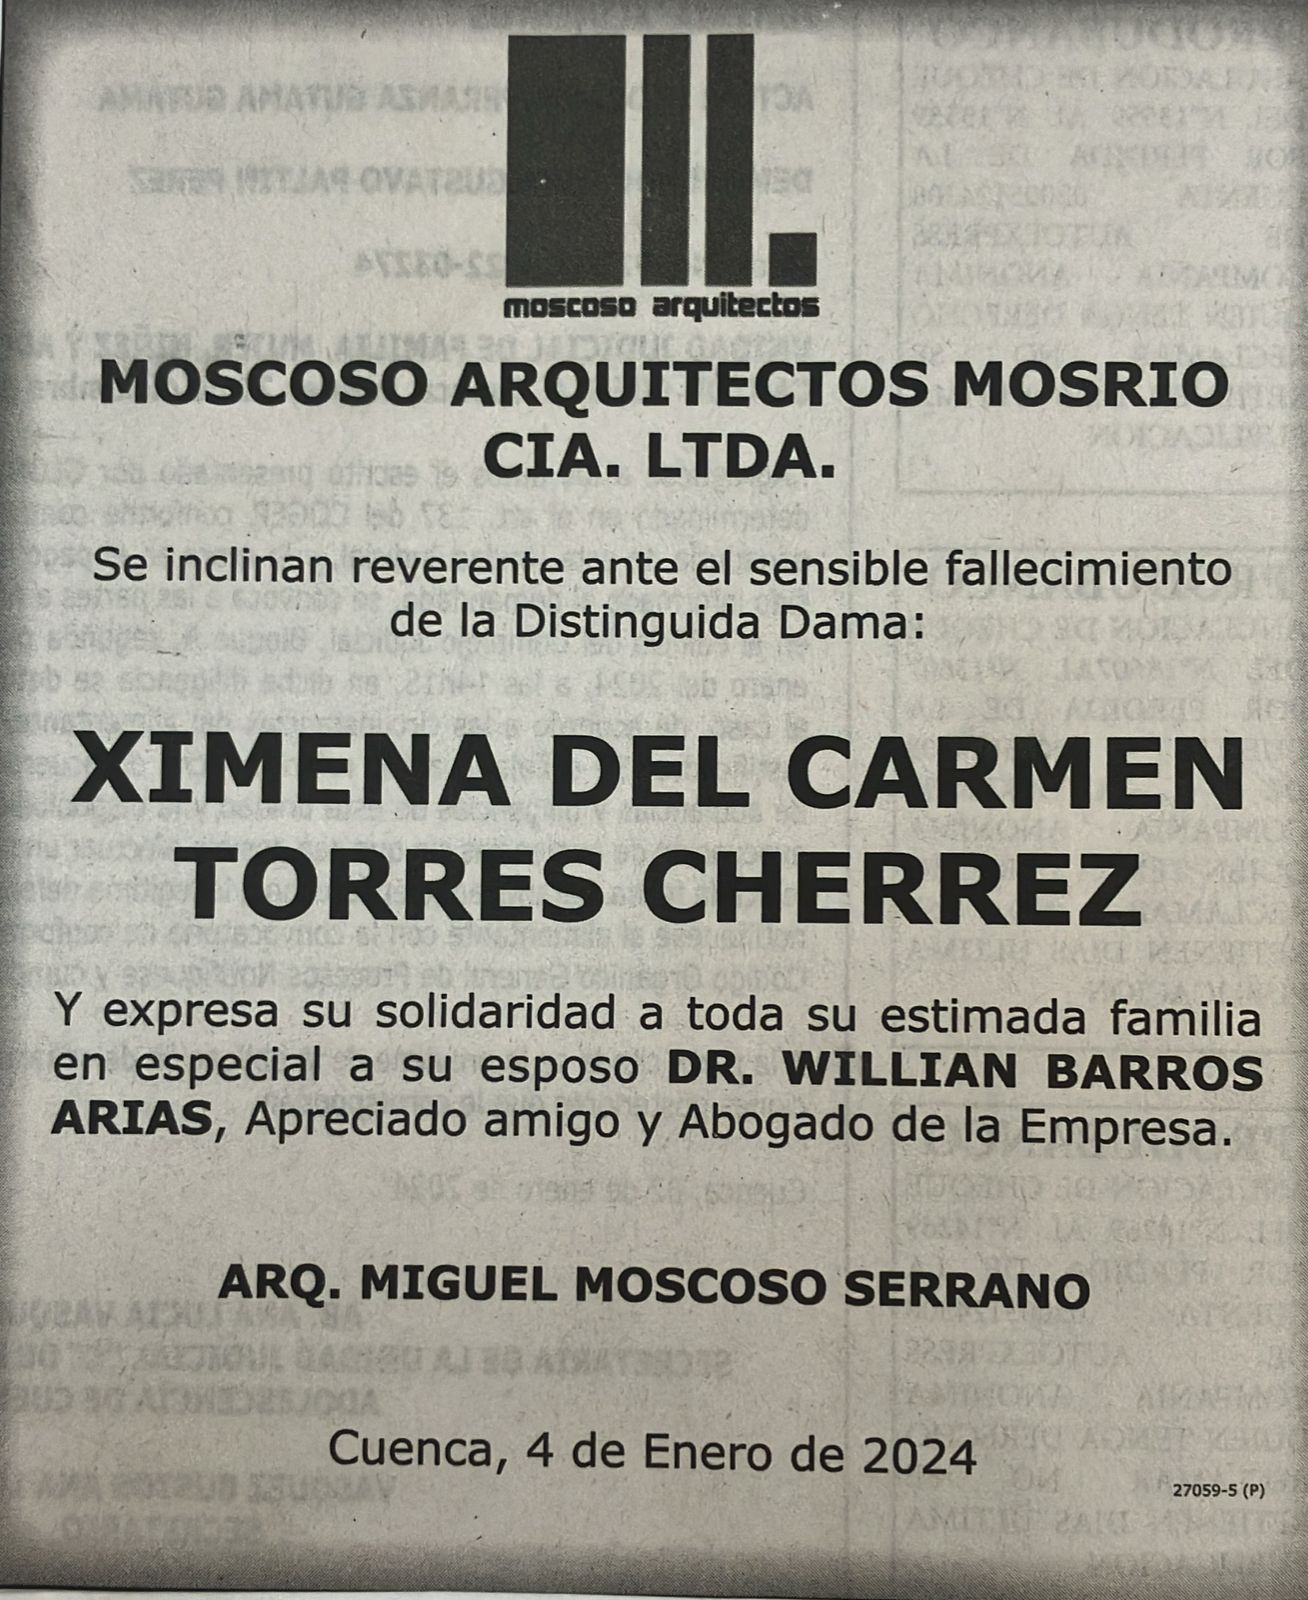 moscoso arquitectos
MOSCOSO ARQUITECTOS MOSRIO
CIA. LTDA.
Se inclinan reverente ante el sensible fallecimiento
de la Distinguida Dama:
XIMENA DEL CARMEN
TORRES CHERREZ
Y expresa su solidaridad a toda su estimada familia
en especial a su esposo DR. WILLIAN BARROS
ARIAS, Apreciado amigo y Abogado de la Empresa.
ARQ. MIGUEL MOSCOSO SERRANO
Cuenca, 4 de Enero de 2024
27059-5 (P)